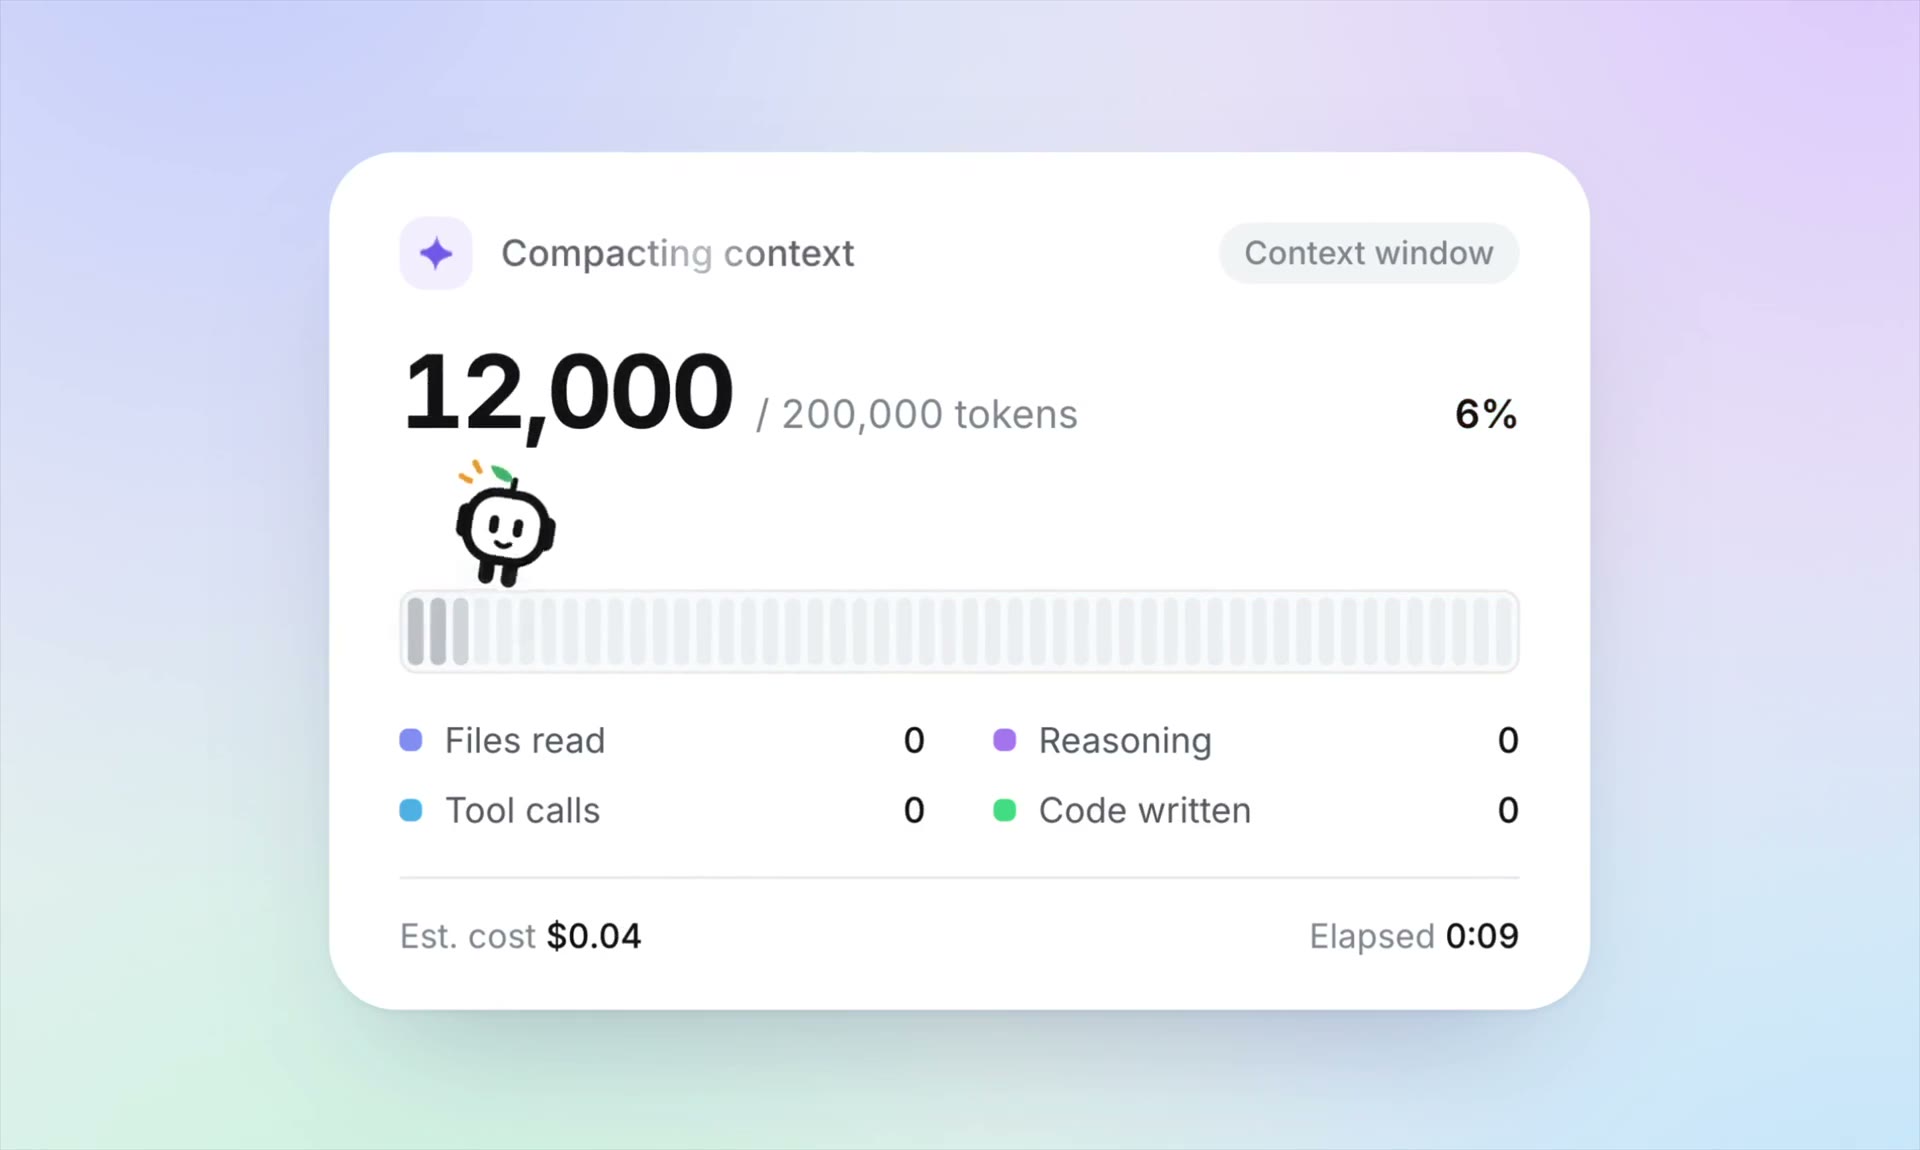 Compacting context
Context window
12,000 / 200,000 tokens
6%
Files read 0
Reasoning 0
Tool calls 0
Code written 0
Est. cost $0.04
Elapsed 0:09